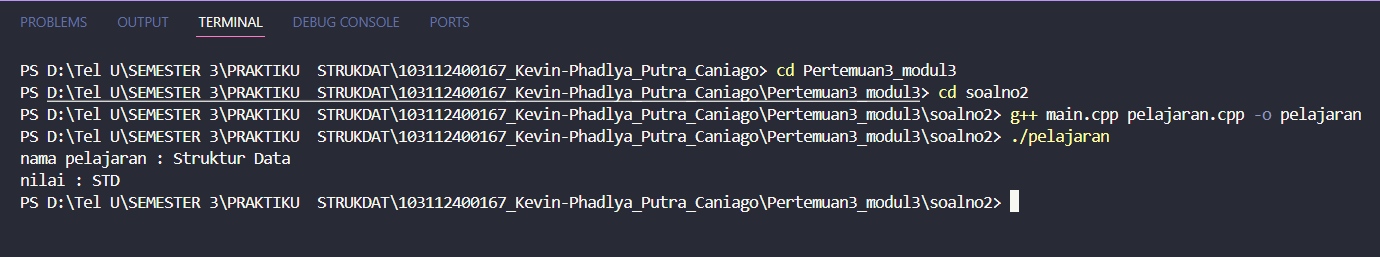 PROBLEMS OUTPUT TERMINAL DEBUG CONSOLE PORTS
PS D:\Tel U\SEMESTER 3\PRAKTIKU  STRUKDAT\103112400167_Kevin-Phadlya_Putra_Caniago> cd Pertemuan3_modul3
PS D:\Tel U\SEMESTER 3\PRAKTIKU  STRUKDAT\103112400167_Kevin-Phadlya_Putra_Caniago\Pertemuan3_modul3> cd soalno2
PS D:\Tel U\SEMESTER 3\PRAKTIKU  STRUKDAT\103112400167_Kevin-Phadlya_Putra_Caniago\Pertemuan3_modul3\soalno2> g++ main.cpp pelajaran.cpp -o pelajaran
PS D:\Tel U\SEMESTER 3\PRAKTIKU  STRUKDAT\103112400167_Kevin-Phadlya_Putra_Caniago\Pertemuan3_modul3\soalno2> ./pelajaran
nama pelajaran : Struktur Data
nilai : STD
PS D:\Tel U\SEMESTER 3\PRAKTIKU  STRUKDAT\103112400167_Kevin-Phadlya_Putra_Caniago\Pertemuan3_modul3\soalno2>